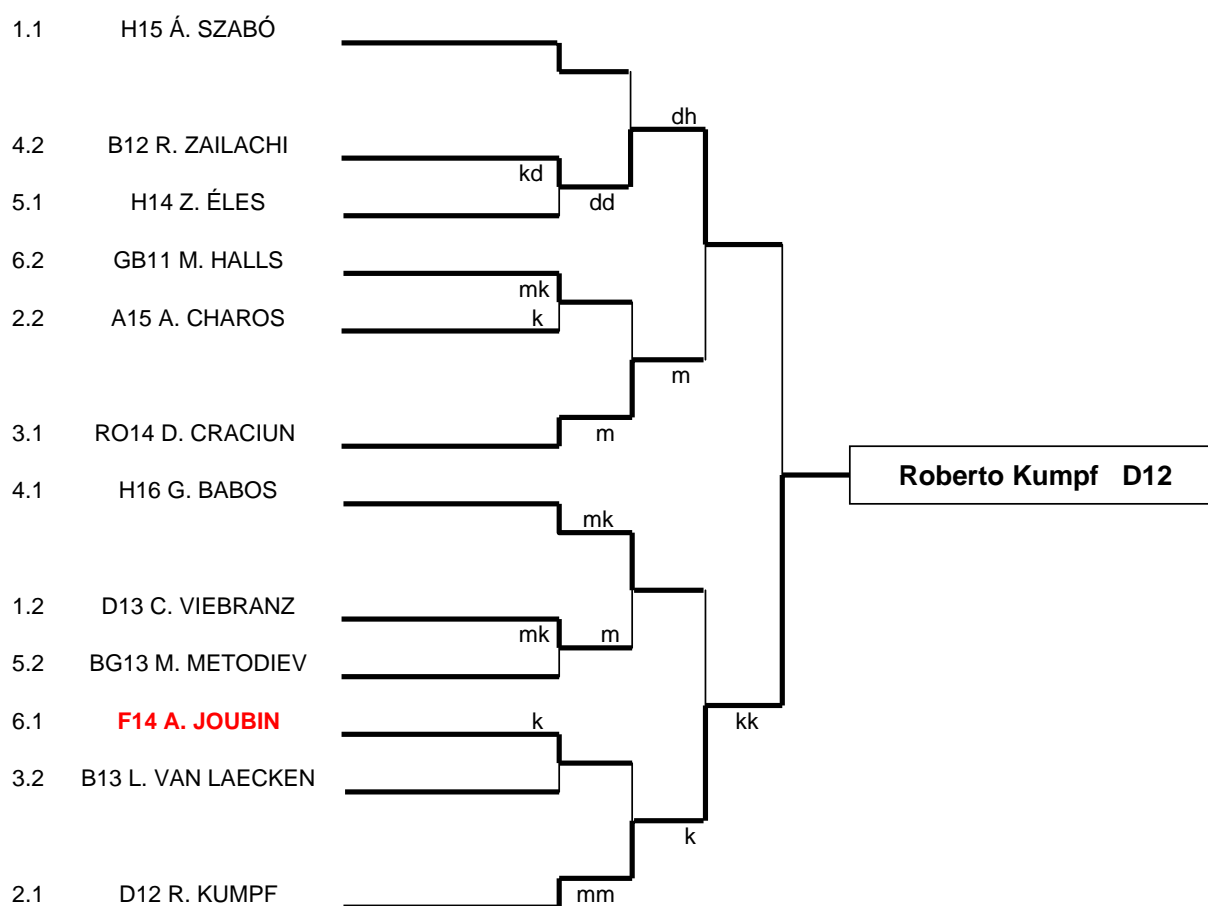 1.1 H15 Á. SZABÓ
dh
4.2 B12 R. ZAILACHI
kd
5.1 H14 Z. ÉLES dd
6.2 GB11 M. HALLS
mk
2.2 A15 A. CHAROS k
m
3.1 RO14 D. CRACIUN m
Roberto Kumpf D12
4.1 H16 G. BABOS
mk
1.2 D13 C. VIEBRANZ
mk m
5.2 BG13 M. METODIEV
6.1 F14 A. JOUBIN k kk
3.2 B13 L. VAN LAECKEN
k
2.1 D12 R. KUMPF mm